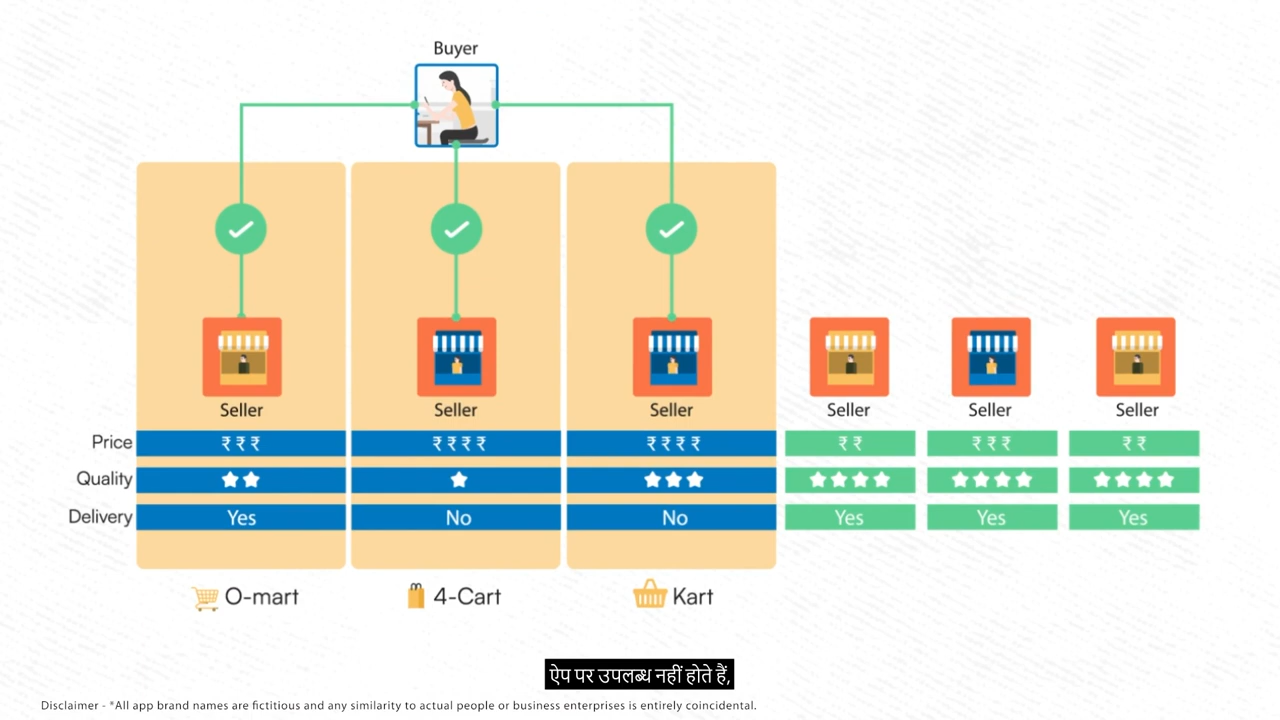 Buyer
Seller Seller Seller Seller Seller Seller
Price ₹ ₹ ₹ ₹ ₹ ₹ ₹ ₹ ₹ ₹ ₹ ₹ ₹ ₹ ₹ ₹ ₹ ₹
Quality
Delivery Yes No No Yes Yes Yes
O-mart 4-Cart Kart
ऐप पर उपलब्ध नहीं होते हैं,
Disclaimer - *All app brand names are fictitious and any similarity to actual people or business enterprises is entirely coincidental.